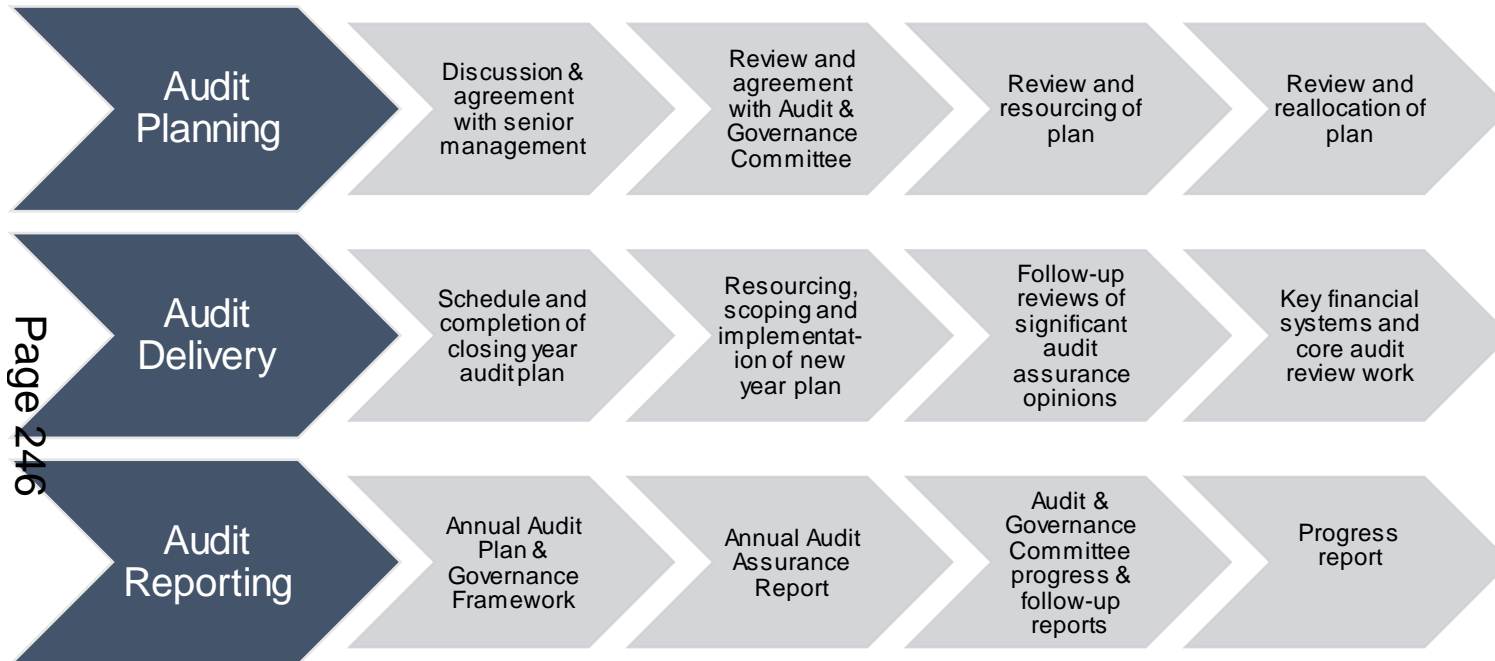 Audit
Planning
Discussion &
agreement
with senior
management
Review and
agreement
with Audit &
Governance
Committee
Review and
resourcing of
plan
Review and
reallocation of
plan
Audit
Delivery
Schedule and
completion of
closing year
audit plan
Resourcing,
scoping and
implementat-
ion of new
year plan
Follow-up
reviews of
significant
audit
assurance
opinions
Key financial
systems and
core audit
review work
Page 246
Audit
Reporting
Annual Audit
Plan &
Governance
Framework
Annual Audit
Assurance
Report
Audit &
Governance
Committee
progress &
follow-up
reports
Progress
report